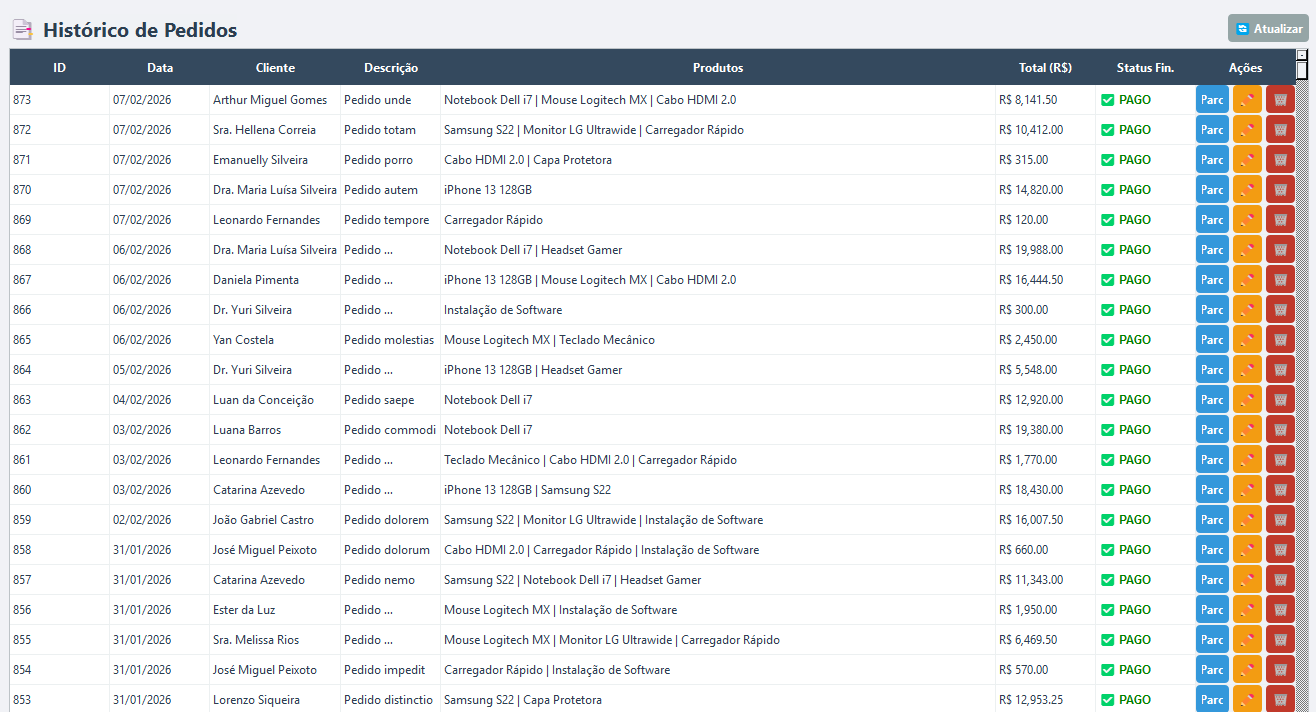 Histórico de Pedidos Atualizar
ID Data Cliente Descrição Produtos Total (R$) Status Fin. Ações
873 07/02/2026 Arthur Miguel Gomes Pedido unde Notebook Dell i7 | Mouse Logitech MX | Cabo HDMI 2.0 R$ 8,141.50 PAGO Parc
872 07/02/2026 Sra. Hellena Correia Pedido totam Samsung S22 | Monitor LG Ultrawide | Carregador Rápido R$ 10,412.00 PAGO Parc
871 07/02/2026 Emanuelly Silveira Pedido porro Cabo HDMI 2.0 | Capa Protetora R$ 315.00 PAGO Parc
870 07/02/2026 Dra. Maria Luísa Silveira Pedido autem iPhone 13 128GB R$ 14,820.00 PAGO Parc
869 07/02/2026 Leonardo Fernandes Pedido tempore Carregador Rápido R$ 120.00 PAGO Parc
868 06/02/2026 Dra. Maria Luísa Silveira Pedido ... Notebook Dell i7 | Headset Gamer R$ 19,988.00 PAGO Parc
867 06/02/2026 Daniela Pimenta Pedido ... iPhone 13 128GB | Mouse Logitech MX | Cabo HDMI 2.0 R$ 16,444.50 PAGO Parc
866 06/02/2026 Dr. Yuri Silveira Pedido ... Instalação de Software R$ 300.00 PAGO Parc
865 06/02/2026 Yan Costela Pedido molestias Mouse Logitech MX | Teclado Mecânico R$ 2,450.00 PAGO Parc
864 05/02/2026 Dr. Yuri Silveira Pedido ... iPhone 13 128GB | Headset Gamer R$ 5,548.00 PAGO Parc
863 04/02/2026 Luan da Conceição Pedido saepe Notebook Dell i7 R$ 12,920.00 PAGO Parc
862 03/02/2026 Luana Barros Pedido commodi Notebook Dell i7 R$ 19,380.00 PAGO Parc
861 03/02/2026 Leonardo Fernandes Pedido ... Teclado Mecânico | Cabo HDMI 2.0 | Carregador Rápido R$ 1,770.00 PAGO Parc
860 03/02/2026 Catarina Azevedo Pedido ... iPhone 13 128GB | Samsung S22 R$ 18,430.00 PAGO Parc
859 02/02/2026 João Gabriel Castro Pedido dolorem Samsung S22 | Monitor LG Ultrawide | Instalação de Software R$ 16,007.50 PAGO Parc
858 31/01/2026 José Miguel Peixoto Pedido dolorum Cabo HDMI 2.0 | Carregador Rápido | Instalação de Software R$ 660.00 PAGO Parc
857 31/01/2026 Catarina Azevedo Pedido nemo Samsung S22 | Notebook Dell i7 | Headset Gamer R$ 11,343.00 PAGO Parc
856 31/01/2026 Ester da Luz Pedido ... Mouse Logitech MX | Instalação de Software R$ 1,950.00 PAGO Parc
855 31/01/2026 Sra. Melissa Rios Pedido ... Mouse Logitech MX | Monitor LG Ultrawide | Carregador Rápido R$ 6,469.50 PAGO Parc
854 31/01/2026 José Miguel Peixoto Pedido impedit Carregador Rápido | Instalação de Software R$ 570.00 PAGO Parc
853 31/01/2026 Lorenzo Siqueira Pedido distinctio Samsung S22 | Capa Protetora R$ 12,953.25 PAGO Parc